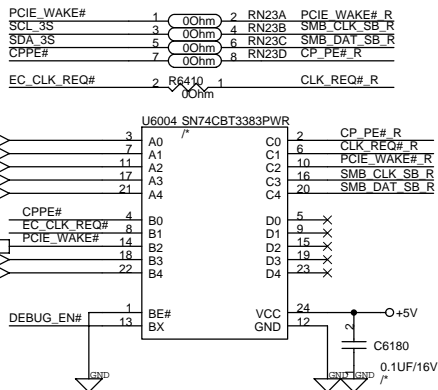 PCIE_WAKE# 1 0Ohm 2 RN23A PCIE_WAKE#_R
SCL_3S 3 0Ohm 4 RN23B SMB_CLK_SB_R
SDA_3S 5 0Ohm 6 RN23C SMB_DAT_SB_R
CPPE# 7 0Ohm 8 RN23D CP_PE#_R
EC_CLK_REQ# 2 R6410 1 CLK_REQ#_R
0Ohm
U6004 SN74CBT3383PWR
/*
3 A0 C0 2 CP_PE#_R
7 A1 C1 6 CLK_REQ#_R
11 A2 C2 10 PCIE_WAKE#_R
17 A3 C3 16 SMB_CLK_SB_R
21 A4 C4 20 SMB_DAT_SB_R
CPPE# 4 B0 D0 5
EC_CLK_REQ# 8 B1 D1 9
PCIE_WAKE# 14 B2 D2 15
18 B3 D3 19
22 B4 D4 23
1 BE# VCC 24 +5V
DEBUG_EN# 13 BX GND 12
2
C6180
1
0.1UF/16V
/*
GND GND GND